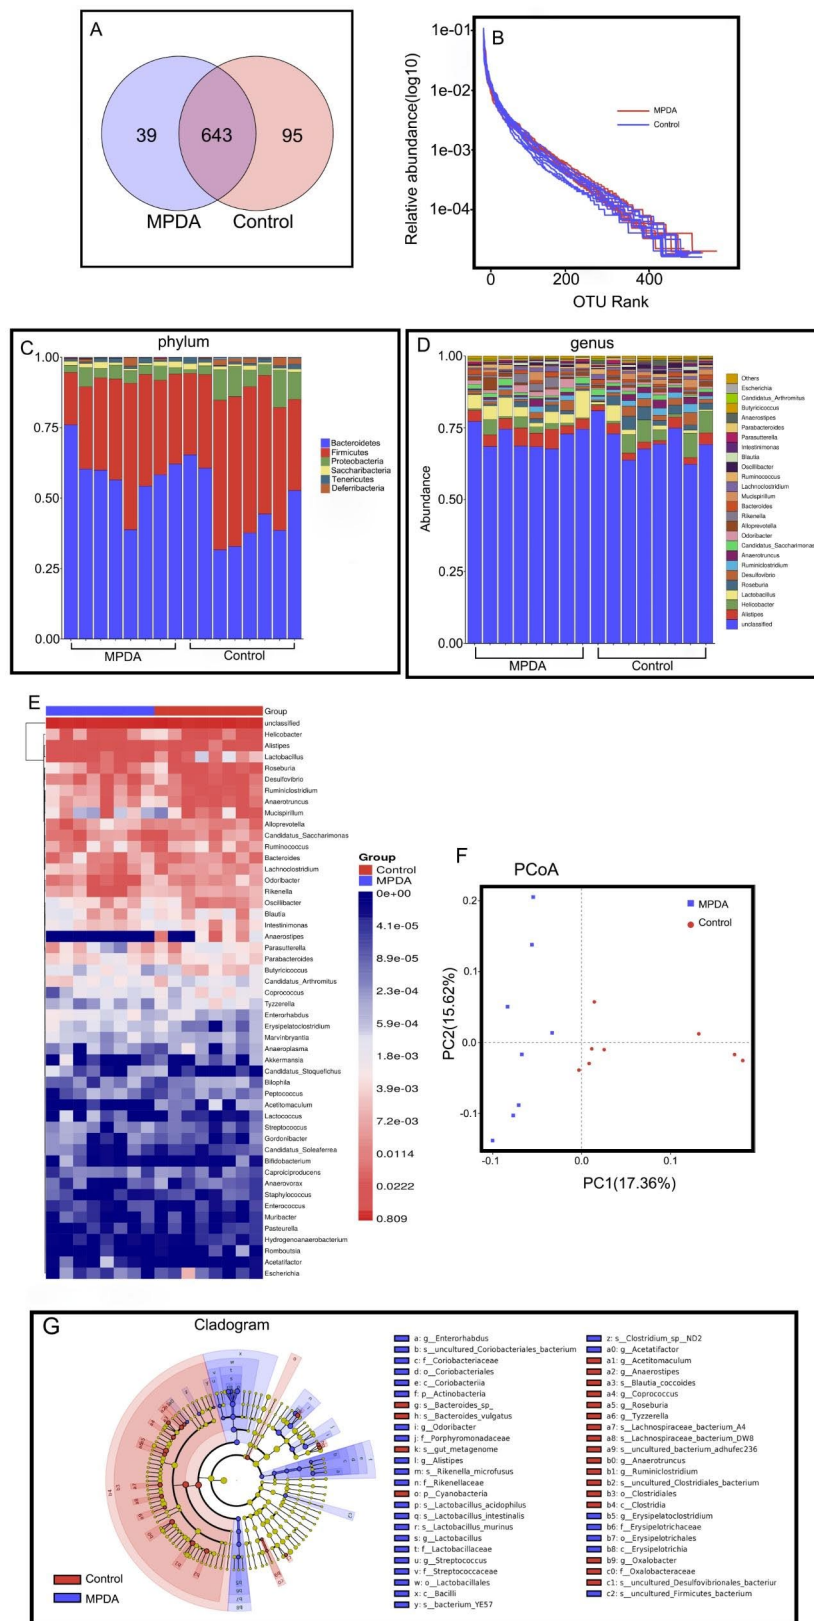 A
39
643
95
MPDA
Control
B
Relative abundance(log10)
1e-01
1e-02
1e-03
1e-04
MPDA
Control
0
200
400
OTU Rank
C
phylum
1.00
0.75
0.50
0.25
0.00
Bacteroidetes
Firmicutes
Proteobacteria
Saccharibacteria
Tenericutes
Deferribacteria
MPDA
Control
D
genus
Abundance
1.00
0.75
0.50
0.25
0.00
Others
Escherichia
Candidatus_Arthromitus
Butyricicoccus
Anaerostipes
Parabacteroides
Parasutterella
Intestinimonas
Blautia
Oscillibacter
Ruminococcus
Lachnoclostridium
Mucispirillum
Bacteroides
Rikenella
Alloprevotella
Odoribacter
Candidatus_Saccharimonas
Anaerotruncus
Ruminiclostridium
Desulfovibrio
Roseburia
Lactobacillus
Helicobacter
Alistipes
unclassified
MPDA
Control
E
Group
unclassified
Helicobacter
Alistipes
Lactobacillus
Roseburia
Desulfovibrio
Ruminiclostridium
Anaerotruncus
Mucispirillum
Alloprevotella
Candidatus_Saccharimonas
Ruminococcus
Bacteroides
Lachnoclostridium
Odoribacter
Rikenella
Oscillibacter
Blautia
Intestinimonas
Anaerostipes
Parasutterella
Parabacteroides
Butyricicoccus
Candidatus_Arthromitus
Coprococcus
Tyzzerella
Enterorhabdus
Erysipelatoclostridium
Marvinbryantia
Anaeroplasma
Akkermansia
Candidatus_Stoquefichus
Bilophila
Peptococcus
Acetitomaculum
Lactococcus
Streptococcus
Gordonibacter
Candidatus_Soleaferrea
Bifidobacterium
Caproiciproducens
Anaerovorax
Staphylococcus
Enterococcus
Muribacter
Pasteurella
Hydrogenoanaerobacterium
Romboutsia
Acetatifactor
Escherichia
Group
Control
MPDA
0e+00
4.1e-05
8.9e-05
2.3e-04
5.9e-04
1.8e-03
3.9e-03
7.2e-03
0.0114
0.0222
0.809
F
PCoA
MPDA
Control
PC2(15.62%)
0.2
0.1
0.0
-0.1
-0.1
0.0
0.1
PC1(17.36%)
G
Cladogram
Control
MPDA
a: g__Enterorhabdus
b: s__uncultured_Coriobacteriales_bacterium
c: f__Coriobacteriaceae
d: o__Coriobacteriales
e: c__Coriobacteriia
f: p__Actinobacteria
g: s__Bacteroides_sp_
h: s__Bacteroides_vulgatus
i: g__Odoribacter
j: f__Porphyromonadaceae
k: s__gut_metagenome
l: g__Alistipes
m: s__Rikenella_microfusus
n: f__Rikenellaceae
o: p__Cyanobacteria
p: s__Lactobacillus_acidophilus
q: s__Lactobacillus_intestinalis
r: s__Lactobacillus_murinus
s: g__Lactobacillus
t: f__Lactobacillaceae
u: g__Streptococcus
v: f__Streptococcaceae
w: o__Lactobacillales
x: c__Bacilli
y: s__bacterium_YE57
z: s__Clostridium_sp__ND2
a0: g__Acetatifactor
a1: g__Acetitomaculum
a2: g__Anaerostipes
a3: s__Blautia_coccoides
a4: g__Coprococcus
a5: g__Roseburia
a6: g__Tyzzerella
a7: s__Lachnospiraceae_bacterium_A4
a8: s__Lachnospiraceae_bacterium_DW8
a9: s__uncultured_bacterium_adhufec236
b0: g__Anaerotruncus
b1: g__Ruminiclostridium
b2: s__uncultured_Clostridiales_bacterium
b3: o__Clostridiales
b4: c__Clostridia
b5: g__Erysipelatoclostridium
b6: f__Erysipelotrichaceae
b7: o__Erysipelotrichales
b8: c__Erysipelotrichia
b9: g__Oxalobacter
c0: f__Oxalobacteraceae
c1: s__uncultured_Desulfovibrionales_bacteriur
c2: s__uncultured_Firmicutes_bacterium